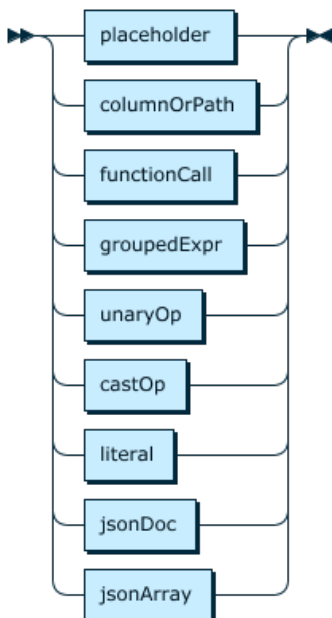 placeholder
columnOrPath
functionCall
groupedExpr
unaryOp
castOp
literal
jsonDoc
jsonArray